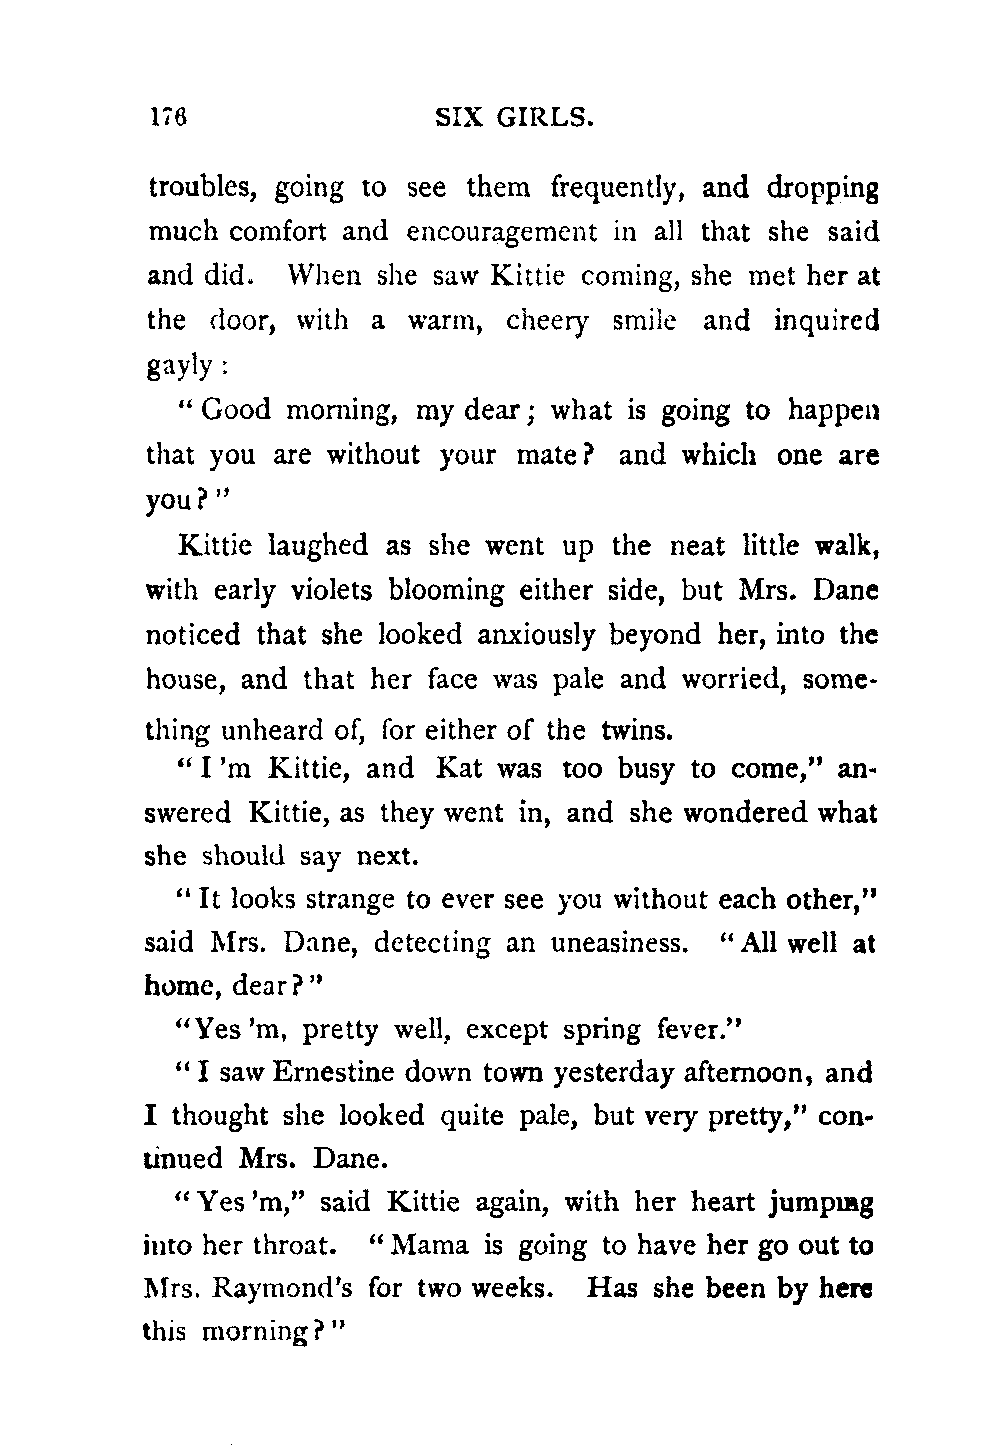 176 SIX GIRLS.
troubles, going to see them frequently, and dropping
much comfort and encouragement in all that she said
and did. When she saw Kittie coming, she met her at
the door, with a warm, cheery smile and inquired
gayly :
“ Good morning, my dear ; what is going to happen
that you are without your mate ? and which one are
you ? ”
Kittie laughed as she went up the neat little walk,
with early violets blooming either side, but Mrs. Dane
noticed that she looked anxiously beyond her, into the
house, and that her face was pale and worried, some-
thing unheard of, for either of the twins.
“ I 'm Kittie, and Kat was too busy to come,” an-
swered Kittie, as they went in, and she wondered what
she should say next.
“ It looks strange to ever see you without each other,”
said Mrs. Dane, detecting an uneasiness. “ All well at
home, dear ? ”
“Yes 'm, pretty well, except spring fever.”
“ I saw Ernestine down town yesterday afternoon, and
I thought she looked quite pale, but very pretty,” con-
tinued Mrs. Dane.
“ Yes 'm,” said Kittie again, with her heart jumping
into her throat. “ Mama is going to have her go out to
Mrs. Raymond's for two weeks. Has she been by here
this morning ? ”